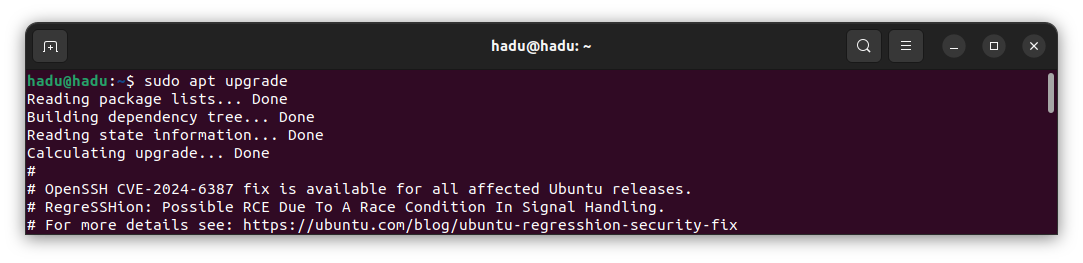 hadu@hadu: ~
hadu@hadu:~$ sudo apt upgrade
Reading package lists... Done
Building dependency tree... Done
Reading state information... Done
Calculating upgrade... Done
#
# OpenSSH CVE-2024-6387 fix is available for all affected Ubuntu releases.
# RegreSSHion: Possible RCE Due To A Race Condition In Signal Handling.
# For more details see: https://ubuntu.com/blog/ubuntu-regresshion-security-fix